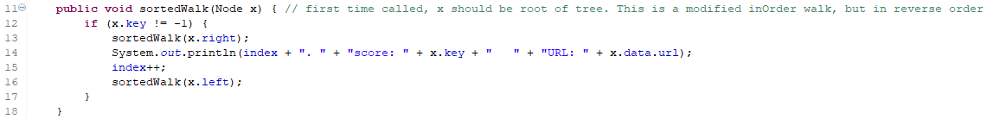 11 public void sortedWalk(Node x) { // first time called, x should be root of tree. This is a modified inOrder walk, but in reverse order
12 if (x.key != -1) {
13 sortedWalk(x.right);
14 System.out.println(index + ". " + "score: " + x.key + "   " + "URL: " + x.data.url);
15 index++;
16 sortedWalk(x.left);
17 }
18 }